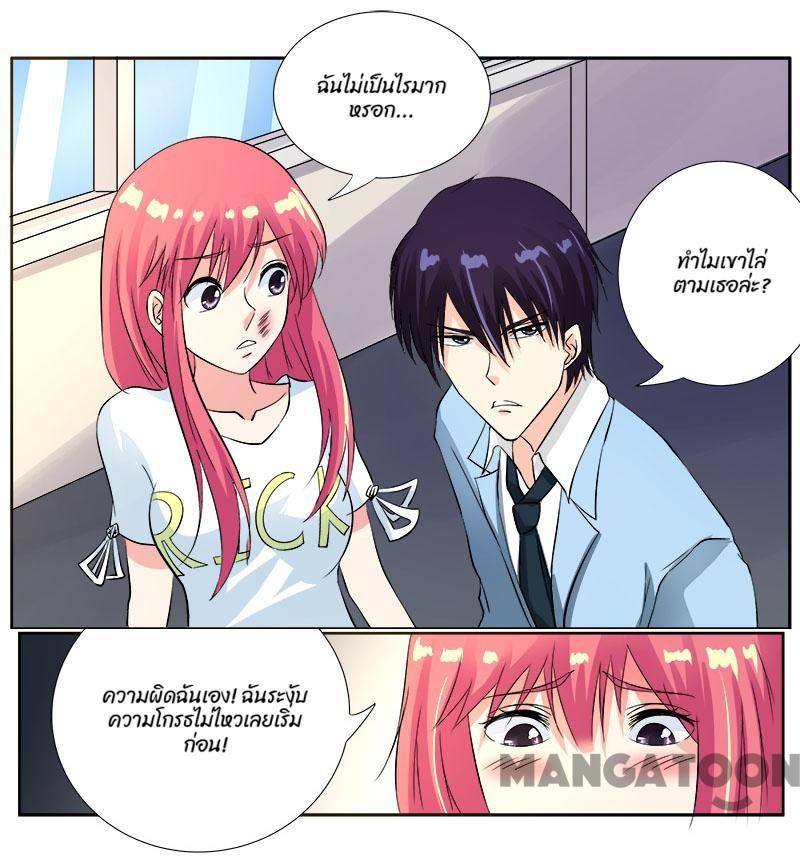 ฉันไม่เป็นไรมาก
หรอก...
ทำไมเขาไล่
ตามเธอล่ะ?
RICK
ความผิดฉันเอง! ฉันระงับ
ความโกรธไม่ไหวเลยเริ่ม
ก่อน!
MANGATOON